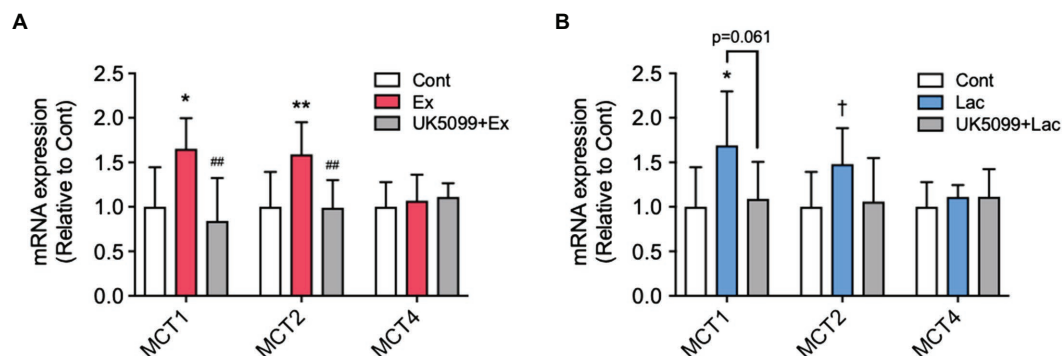 A
mRNA expression
(Relative to Cont)
2.5
2.0
1.5
1.0
0.5
0.0
*
##
**
##
Cont
Ex
UK5099+Ex
MCT1
MCT2
MCT4
B
mRNA expression
(Relative to Cont)
2.5
2.0
1.5
1.0
0.5
0.0
p=0.061
*
†
Cont
Lac
UK5099+Lac
MCT1
MCT2
MCT4